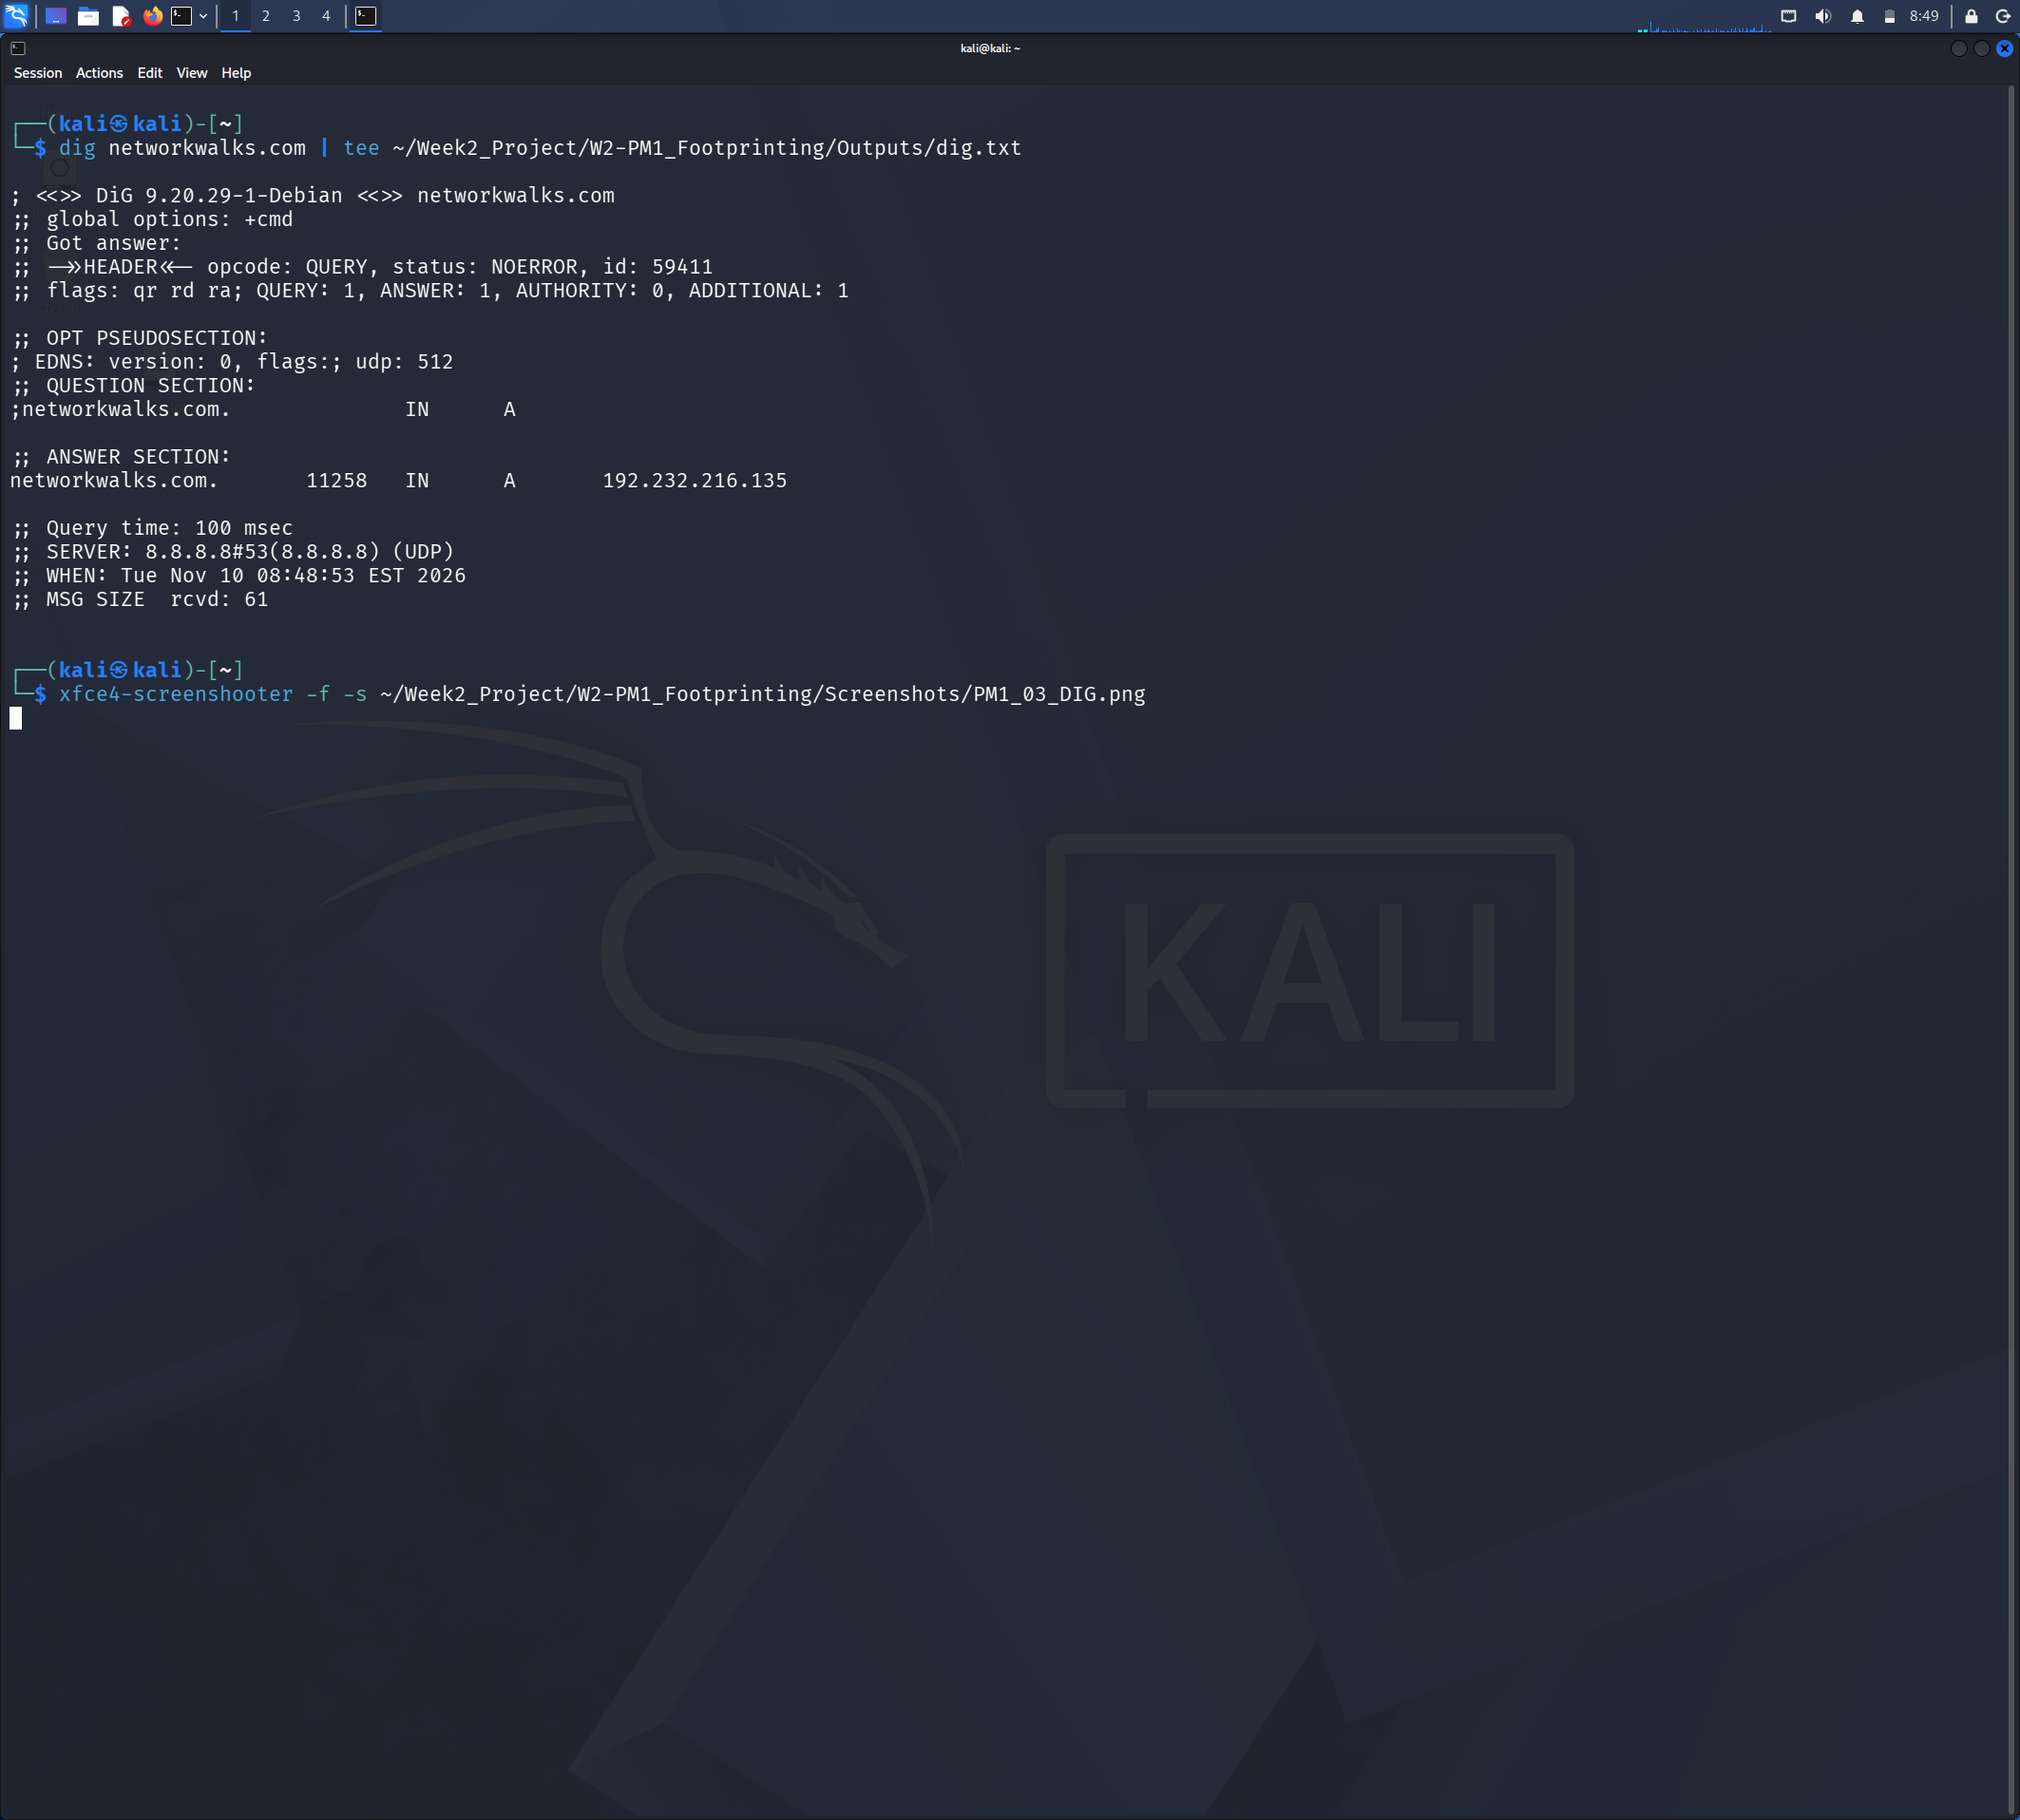 1 2 3 4 8:49
kali@kali: ~
Session Actions Edit View Help
┌──(kali㉿kali)-[~]
└─$ dig networkwalks.com | tee ~/Week2_Project/W2-PM1_Footprinting/Outputs/dig.txt
; <<>> DiG 9.20.29-1-Debian <<>> networkwalks.com
;; global options: +cmd
;; Got answer:
;; ->>HEADER<<- opcode: QUERY, status: NOERROR, id: 59411
;; flags: qr rd ra; QUERY: 1, ANSWER: 1, AUTHORITY: 0, ADDITIONAL: 1
;; OPT PSEUDOSECTION:
; EDNS: version: 0, flags:; udp: 512
;; QUESTION SECTION:
;networkwalks.com. IN A
;; ANSWER SECTION:
networkwalks.com. 11258 IN A 192.232.216.135
;; Query time: 100 msec
;; SERVER: 8.8.8.8#53(8.8.8.8) (UDP)
;; WHEN: Tue Nov 10 08:48:53 EST 2026
;; MSG SIZE  rcvd: 61
┌──(kali㉿kali)-[~]
└─$ xfce4-screenshooter -f -s ~/Week2_Project/W2-PM1_Footprinting/Screenshots/PM1_03_DIG.png
KALI